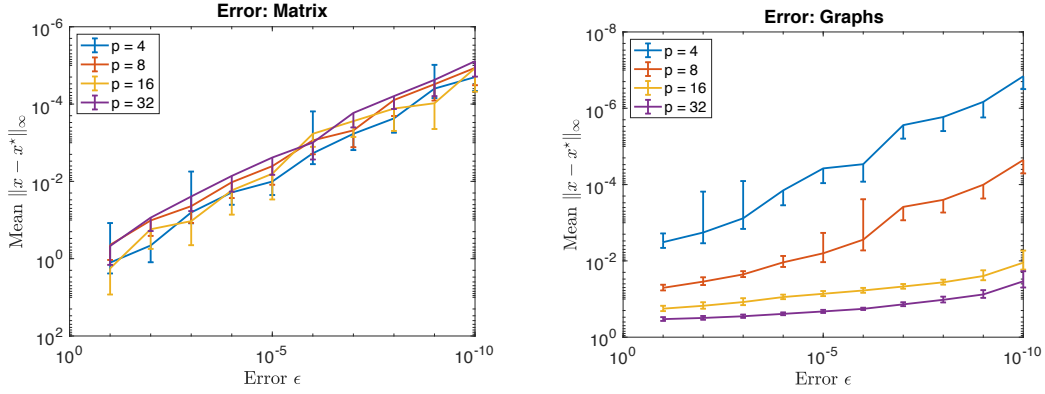 Error: Matrix
10^-6
10^-4
10^-2
10^0
10^2
Mean ‖x − x*‖∞
p = 4
p = 8
p = 16
p = 32
10^0
10^-5
10^-10
Error ϵ
Error: Graphs
10^-8
10^-6
10^-4
10^-2
10^0
Mean ‖x − x*‖∞
p = 4
p = 8
p = 16
p = 32
10^0
10^-5
10^-10
Error ϵ